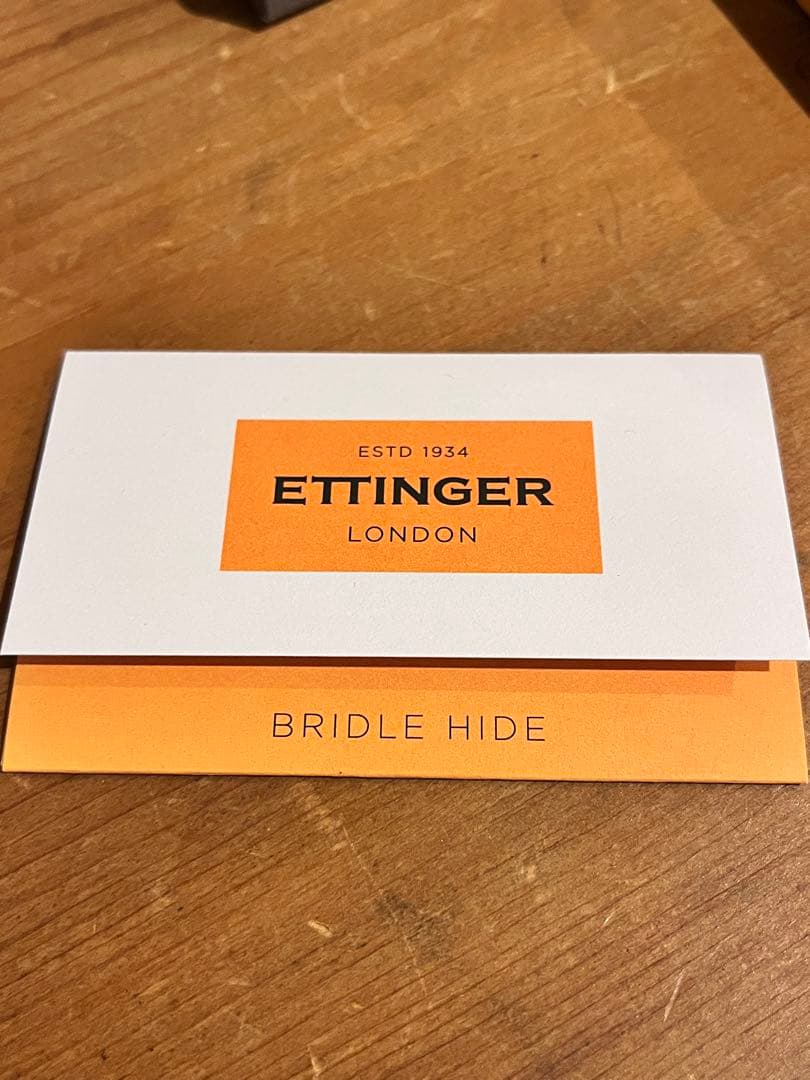 ESTD 1934
ETTINGER
LONDON
BRIDLE HIDE